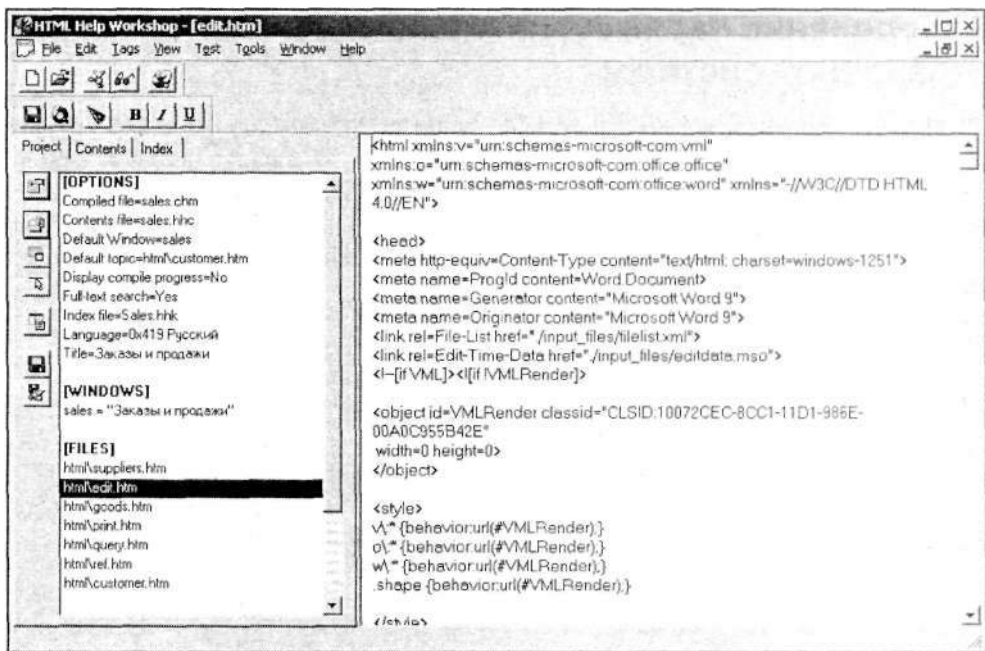 HTML Help Workshop - [edit.htm]
File Edit Tags View Test Tools Window Help
B I U
Project Contents Index
[OPTIONS]
Compiled file=sales.chm
Contents file=sales.hhc
Default Window=sales
Default topic=html\customer.htm
Display compile progress=No
Full-text search=Yes
Index file=Sales.hhk
Language=0x419 Русский
Title=Заказы и продажи
[WINDOWS]
sales = "Заказы и продажи"
[FILES]
html\suppliers.htm
html\edit.htm
html\goods.htm
html\print.htm
html\query.htm
html\ref.htm
html\customer.htm
<html xmlns:v="urn:schemas-microsoft-com:vml"
xmlns:o="urn:schemas-microsoft-com:office:office"
xmlns:w="urn:schemas-microsoft-com:office:word" xmlns="-//W3C//DTD HTML
4.0//EN">
<head>
<meta http-equiv=Content-Type content="text/html; charset=windows-1251">
<meta name=ProgId content=Word.Document>
<meta name=Generator content="Microsoft Word 9">
<meta name=Originator content="Microsoft Word 9">
<link rel=File-List href="./input_files/filelist.xml">
<link rel=Edit-Time-Data href="./input_files/editdata.mso">
<!--[if VML]><![if !VMLRender]>
<object id=VMLRender classid="CLSID:10072CEC-8CC1-11D1-986E-
00A0C955B42E"
width=0 height=0>
</object>
<style>
v\:* {behavior:url(#VMLRender);}
o\:* {behavior:url(#VMLRender);}
w\:* {behavior:url(#VMLRender);}
.shape {behavior:url(#VMLRender);}
</style>